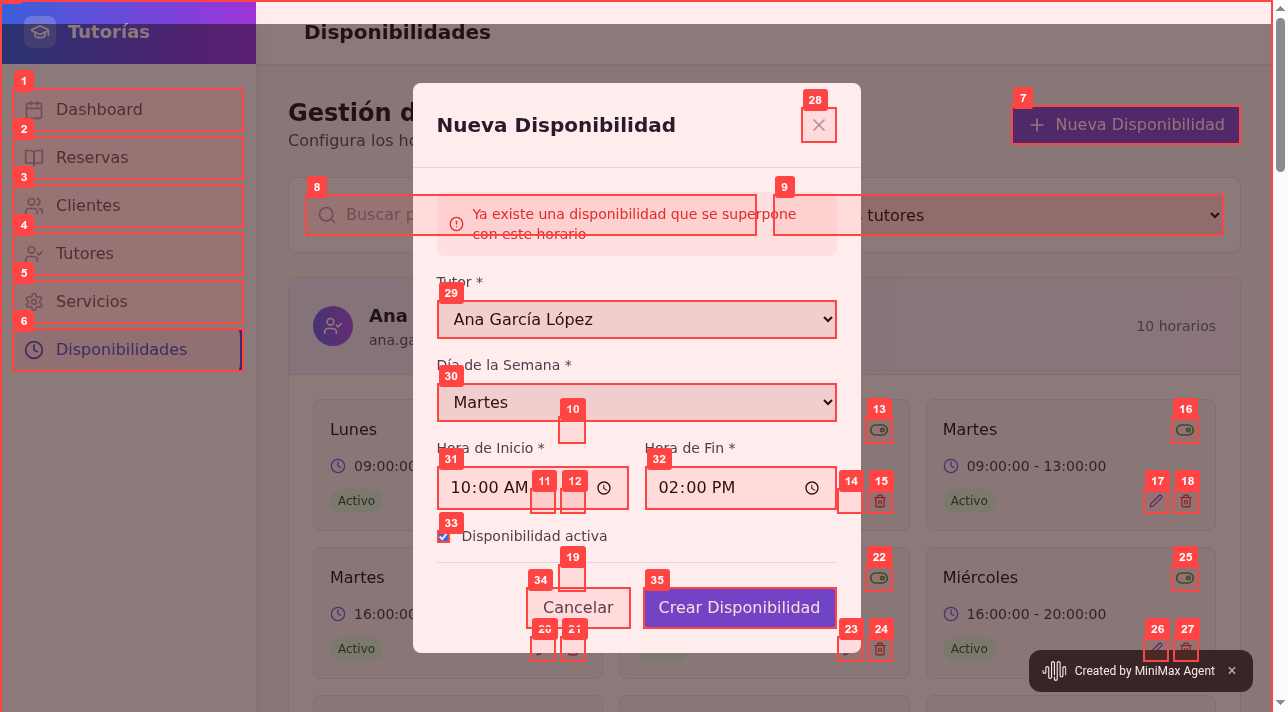 Tutorías
Disponibilidades
1
Dashboard
2
Reservas
3
Clientes
4
Tutores
5
Servicios
6
Disponibilidades
Gestión d
Configura los ho
7
Nueva Disponibilidad
8
Buscar p
9
tutores
Ana
ana.ga
10 horarios
Lunes
09:00:00
Activo
10
11
12
13
14
15
Martes
16
09:00:00 - 13:00:00
Activo
17
18
Martes
16:00:00
Activo
19
20
21
22
23
24
Miércoles
25
16:00:00 - 20:00:00
Activo
26
27
Nueva Disponibilidad
28
Ya existe una disponibilidad que se superpone
con este horario
Tutor *
29
Ana García López
Día de la Semana *
30
Martes
Hora de Inicio *
Hora de Fin *
31
10:00 AM
32
02:00 PM
33
Disponibilidad activa
34
Cancelar
35
Crear Disponibilidad
Created by MiniMax Agent